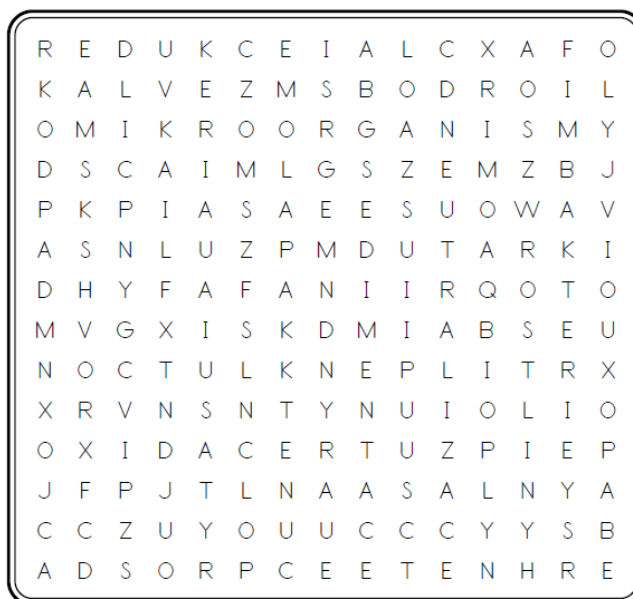 R E D U K C E I A L C X A F O
K A L V E Z M S B O D R O I L
O M I K R O O R G A N I S M Y
D S C A I M L G S Z E M Z B J
P K P I A S A E E S U O W A V
A S N L U Z P M D U T A R K I
D H Y F A F A N I I R Q O T O
M V G X I S K D M I A B S E U
N O C T U L K N E P L I T R X
X R V N S N T Y N U I O L I O
O X I D A C E R T U Z P I E P
J F P J T L N A A S A L N Y A
C C Z U Y O U U C C C Y Y S B
A D S O R P C E E T E N H R E